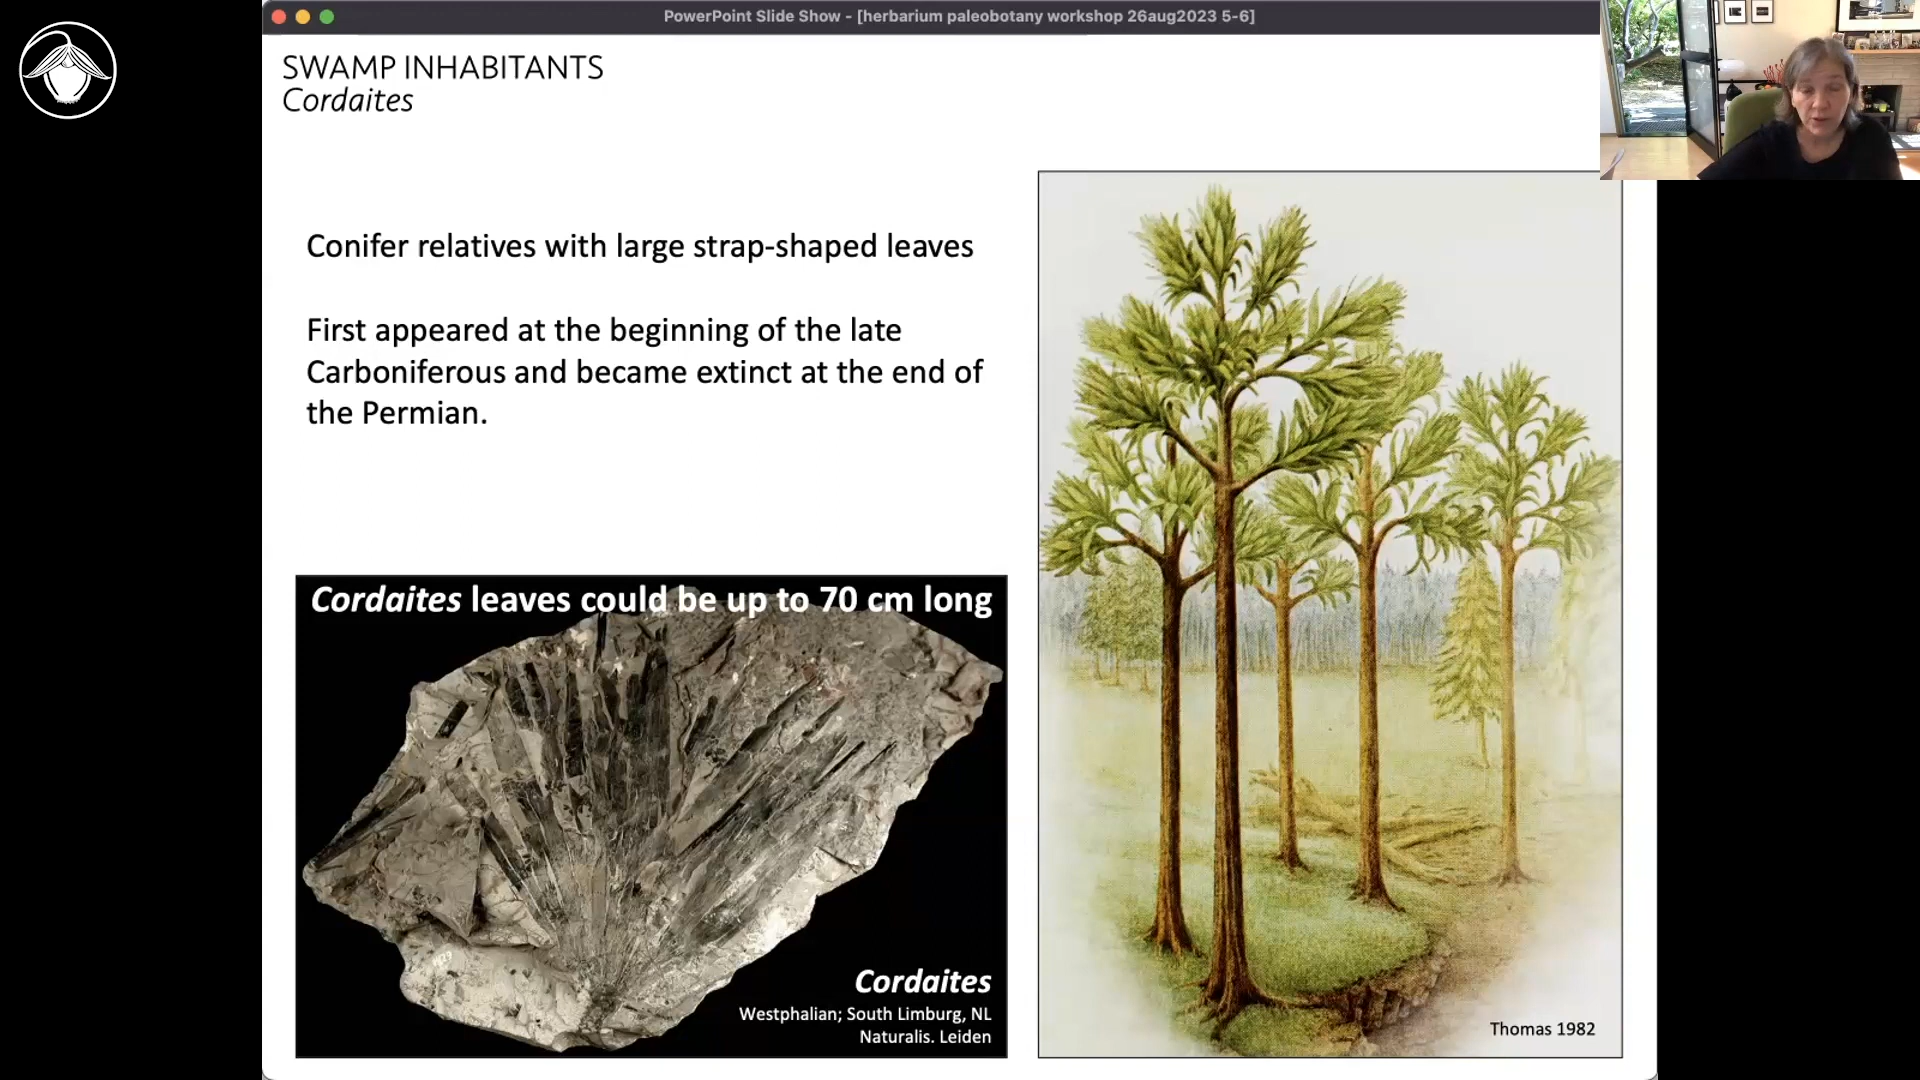 PowerPoint Slide Show - [herbarium paleobotany workshop 26aug2023 5-6]
SWAMP INHABITANTS
Cordaites
Conifer relatives with large strap-shaped leaves
First appeared at the beginning of the late
Carboniferous and became extinct at the end of
the Permian.
Cordaites leaves could be up to 70 cm long
Cordaites
Westphalian; South Limburg, NL
Naturalis. Leiden
Thomas 1982